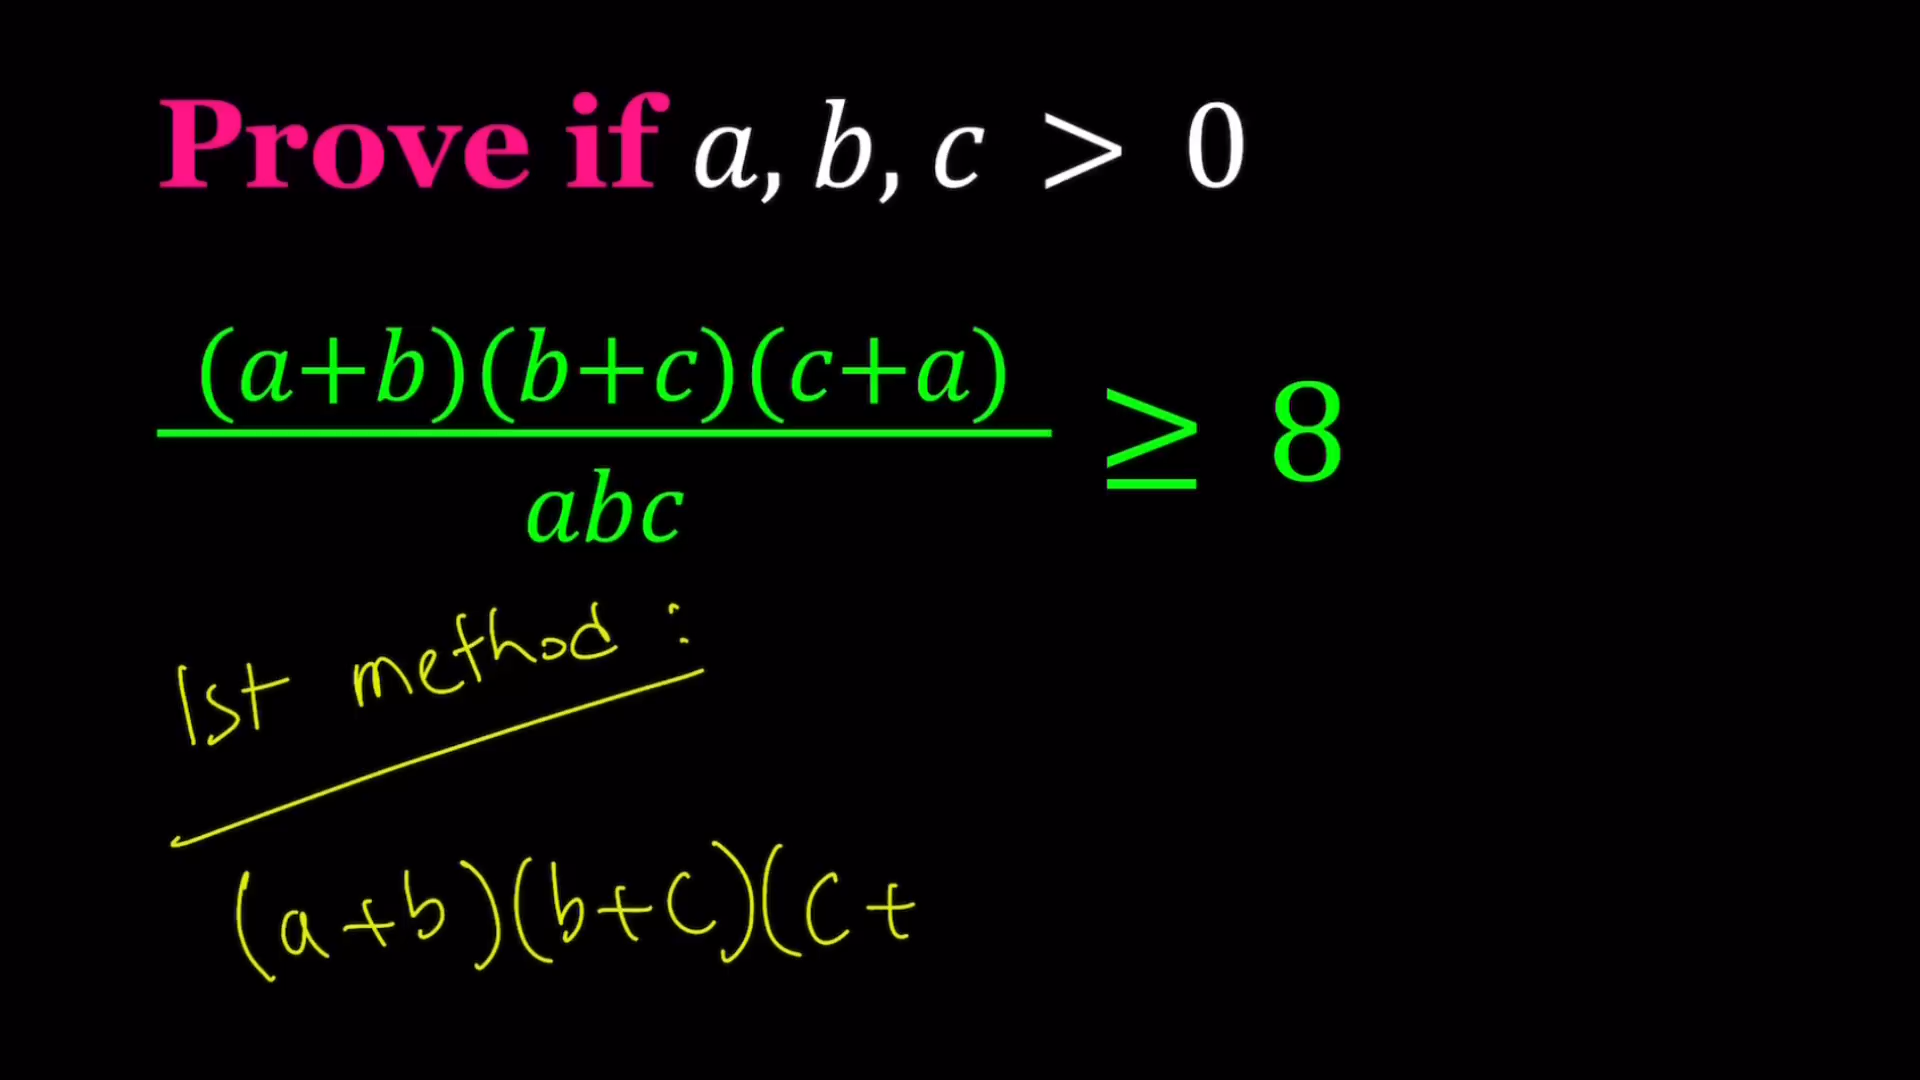 Prove if a, b, c > 0
(a+b)(b+c)(c+a)
≥ 8
abc
1st method :
(a+b)(b+c)(c+